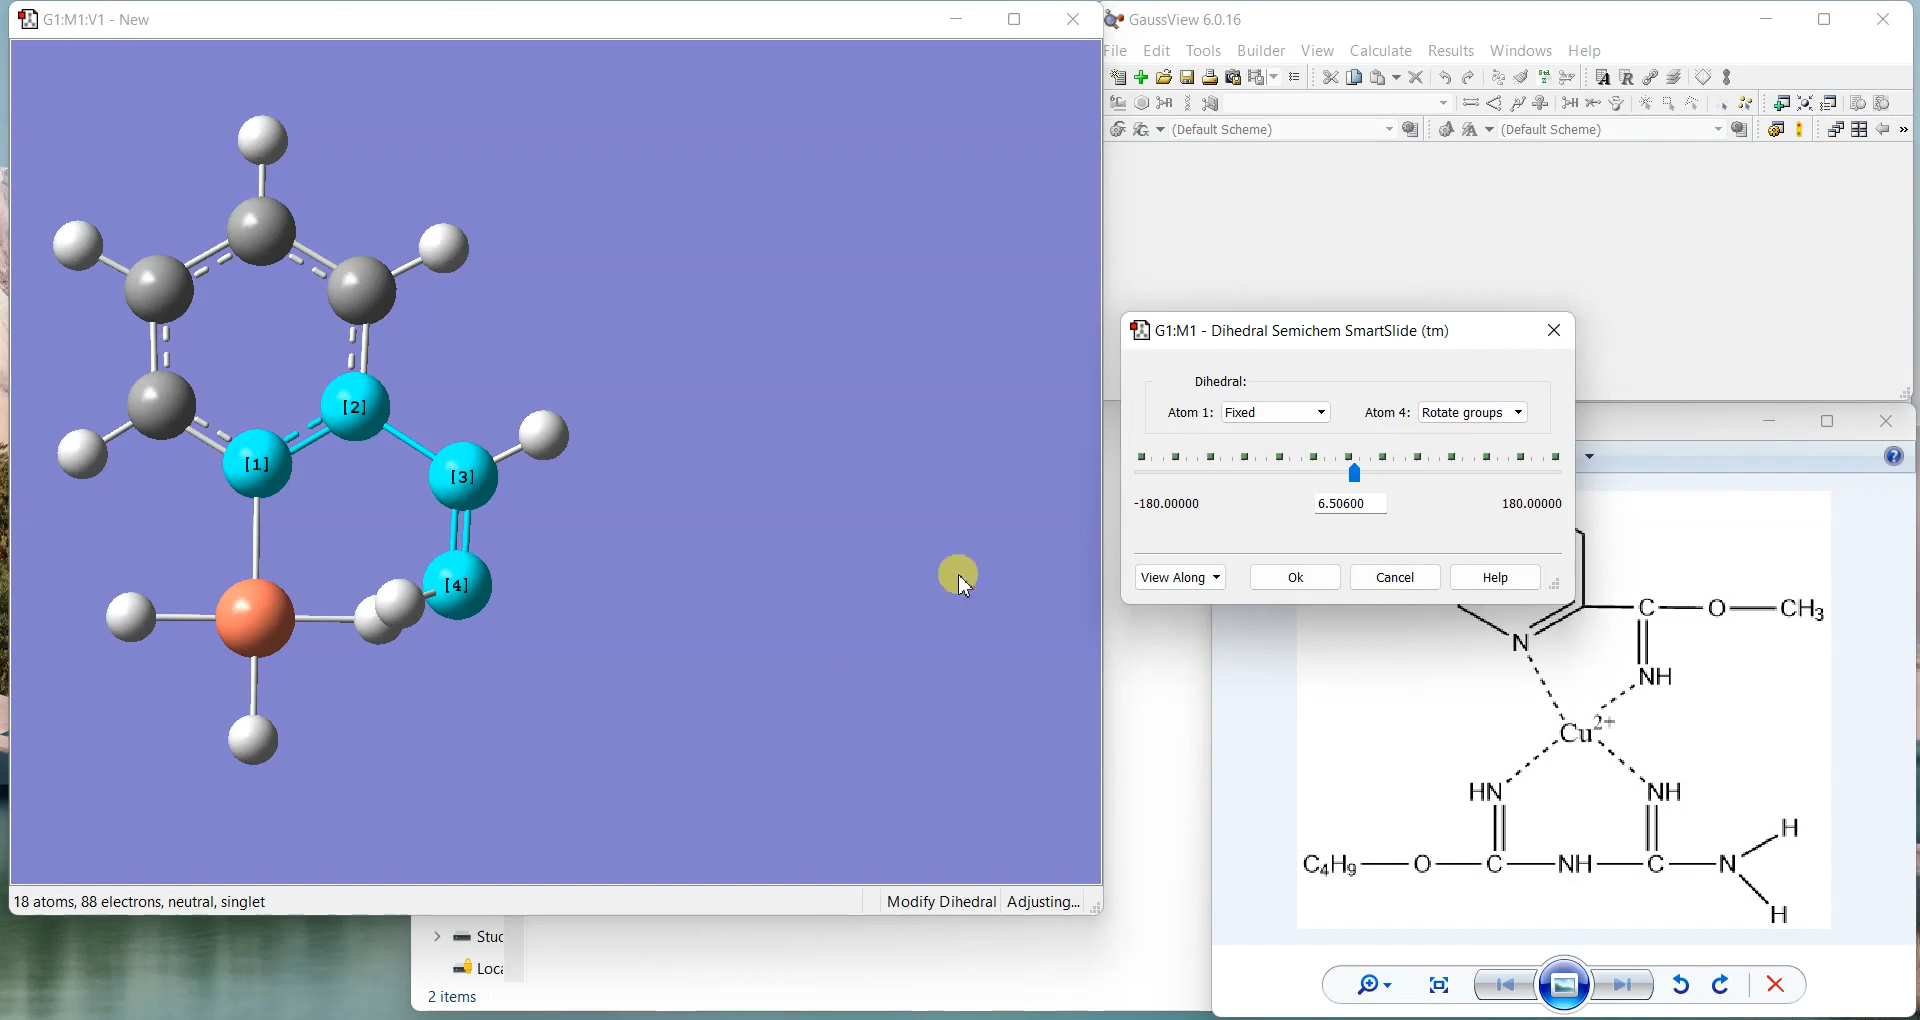 G1:M1:V1 - New
[2]
[1]
[3]
[4]
18 atoms, 88 electrons, neutral, singlet
Modify Dihedral
Adjusting...
GaussView 6.0.16
File Edit Tools Builder View Calculate Results Windows Help
(Default Scheme)
(Default Scheme)
G1:M1 - Dihedral Semichem SmartSlide (tm)
Dihedral:
Atom 1: Fixed
Atom 4: Rotate groups
-180.00000
6.50600
180.00000
View Along
Ok
Cancel
Help
C O CH3
N
NH
Cu2+
HN
NH
H
C4H9 O C NH C N
H
2 items